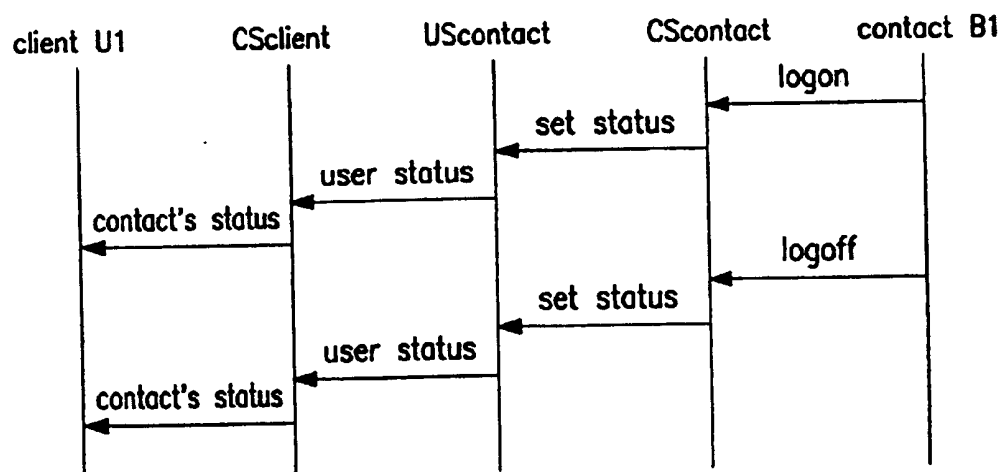 client U1 CSclient UScontact CScontact contact B1
logon
set status
user status
contact's status
logoff
set status
user status
contact's status